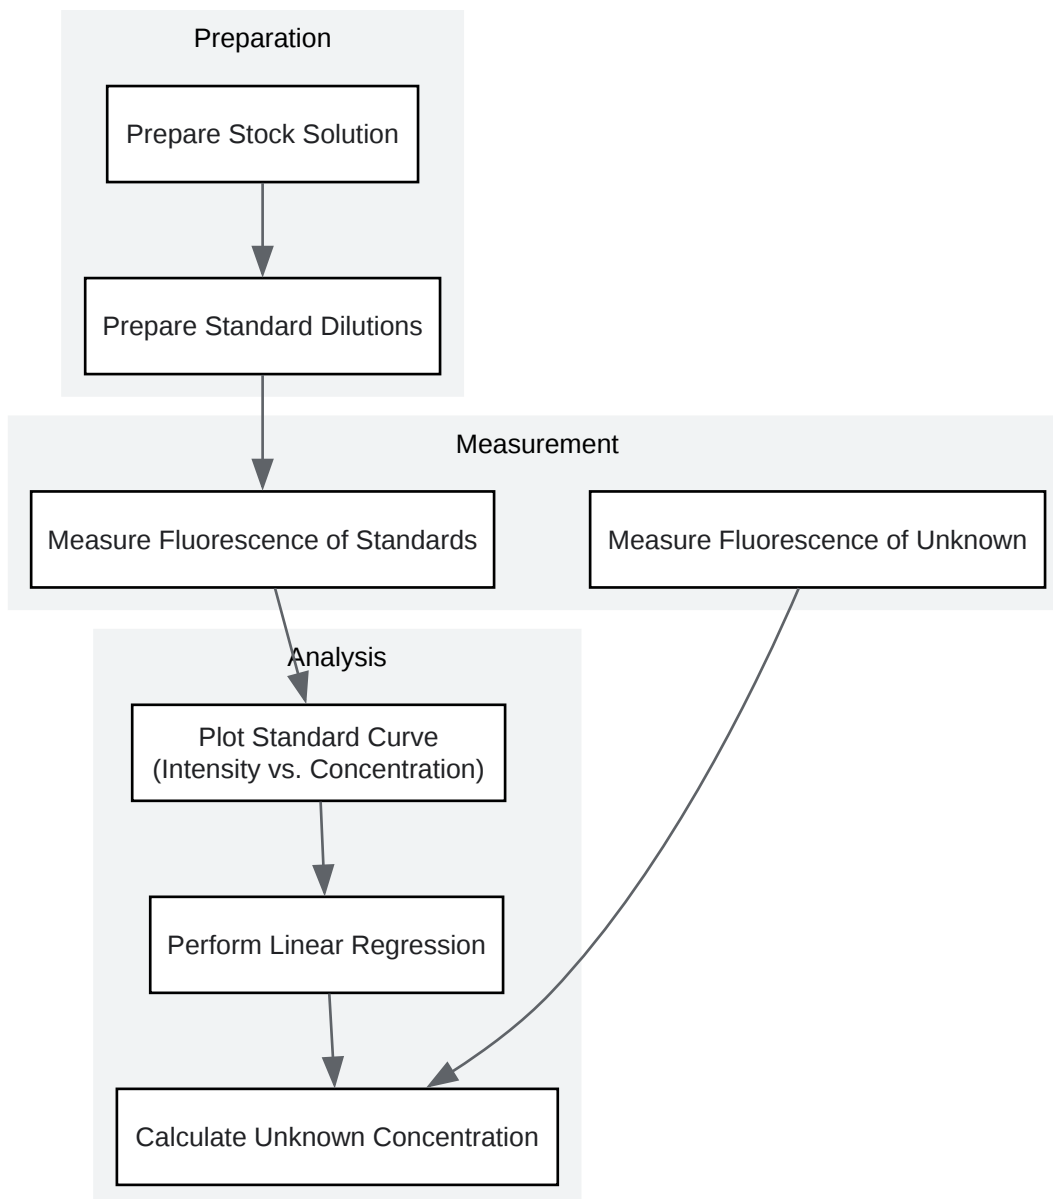 Preparation
Prepare Stock Solution
Prepare Standard Dilutions
Measurement
Measure Fluorescence of Standards
Measure Fluorescence of Unknown
Analysis
Plot Standard Curve
(Intensity vs. Concentration)
Perform Linear Regression
Calculate Unknown Concentration